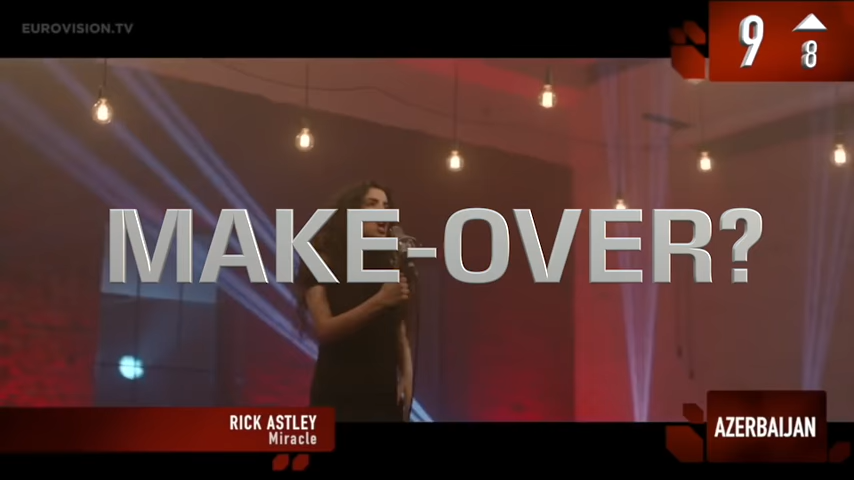 EUROVISION.TV
9
8
MAKE-OVER?
RICK ASTLEY
Miracle
AZERBAIJAN